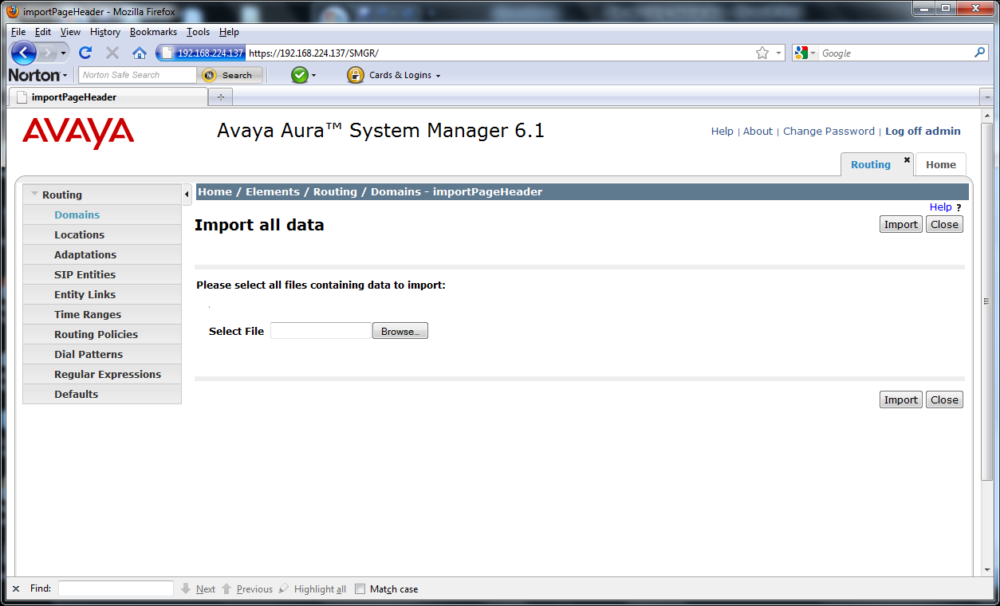 importPageHeader - Mozilla Firefox
File Edit View History Bookmarks Tools Help
192.168.224.137 https://192.168.224.137/SMGR/ Google
Norton Norton Safe Search Search Cards & Logins
importPageHeader
AVAYA Avaya Aura™ System Manager 6.1 Help | About | Change Password | Log off admin
Routing Home
Routing
Domains
Locations
Adaptations
SIP Entities
Entity Links
Time Ranges
Routing Policies
Dial Patterns
Regular Expressions
Defaults
Home / Elements / Routing / Domains - importPageHeader
Help ?
Import all data Import Close
Please select all files containing data to import:
Select File Browse...
Import Close
Find: Next Previous Highlight all Match case